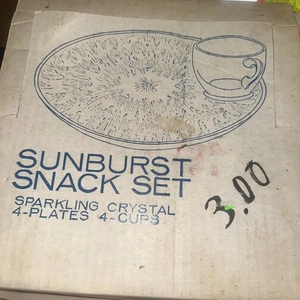 SUNBURST
SNACK SET
SPARKLING CRYSTAL
4-PLATES 4-CUPS
3.00